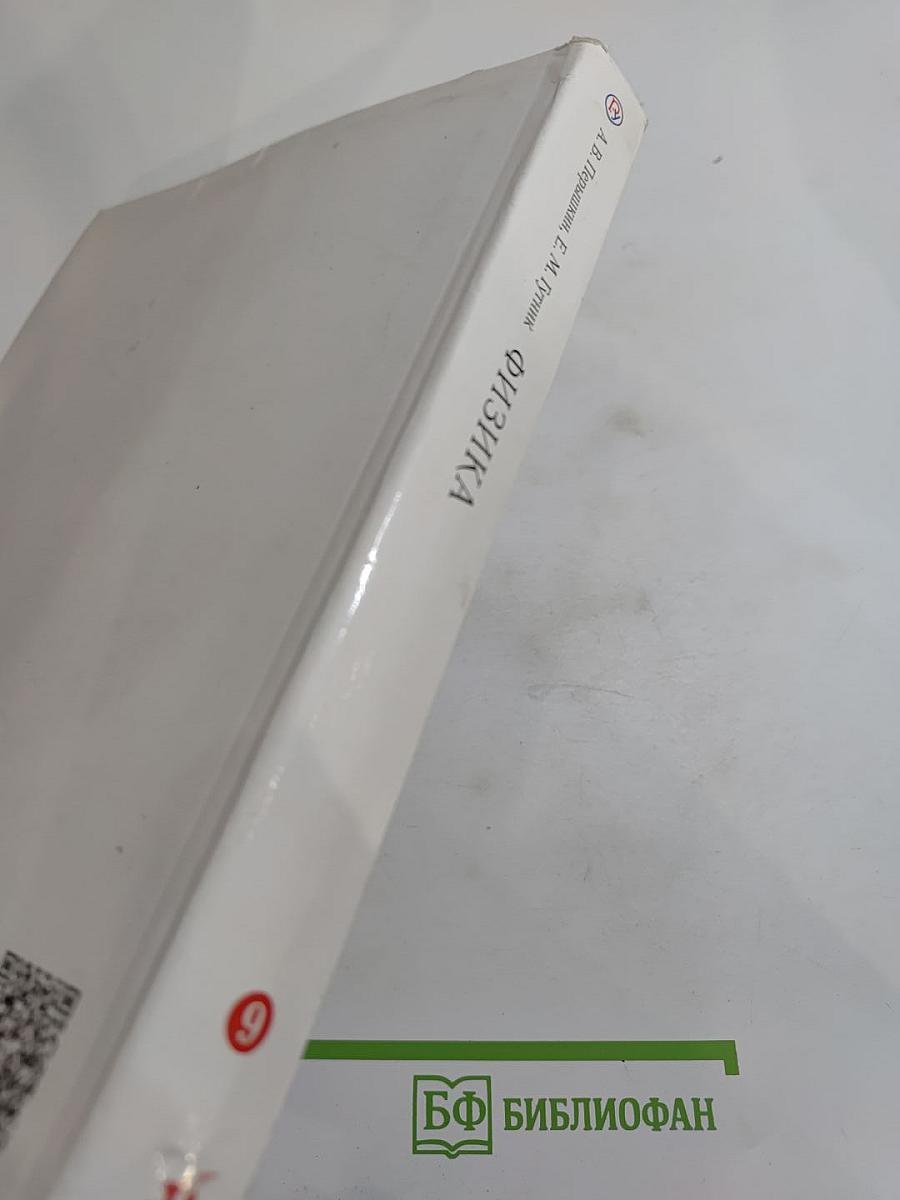 А. В. Перышкин, Е. М. Гутник ФИЗИКА
9
БФ БИБЛИОФАН